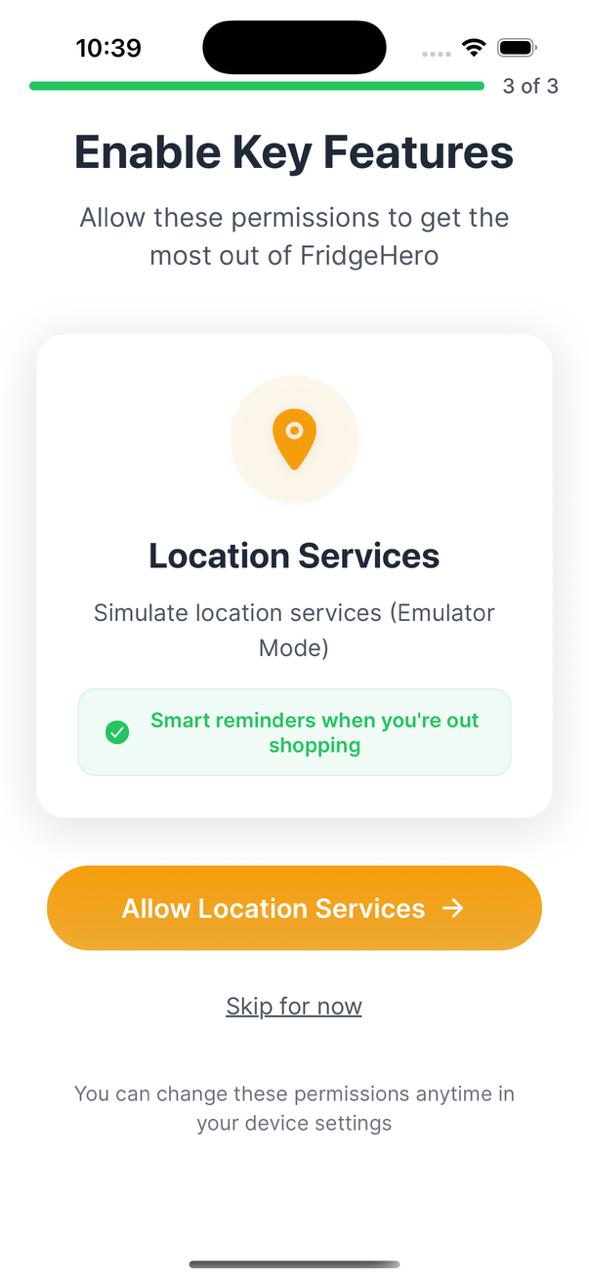 10:39
3 of 3
Enable Key Features
Allow these permissions to get the
most out of FridgeHero
Location Services
Simulate location services (Emulator
Mode)
Smart reminders when you're out
shopping
Allow Location Services →
Skip for now
You can change these permissions anytime in
your device settings